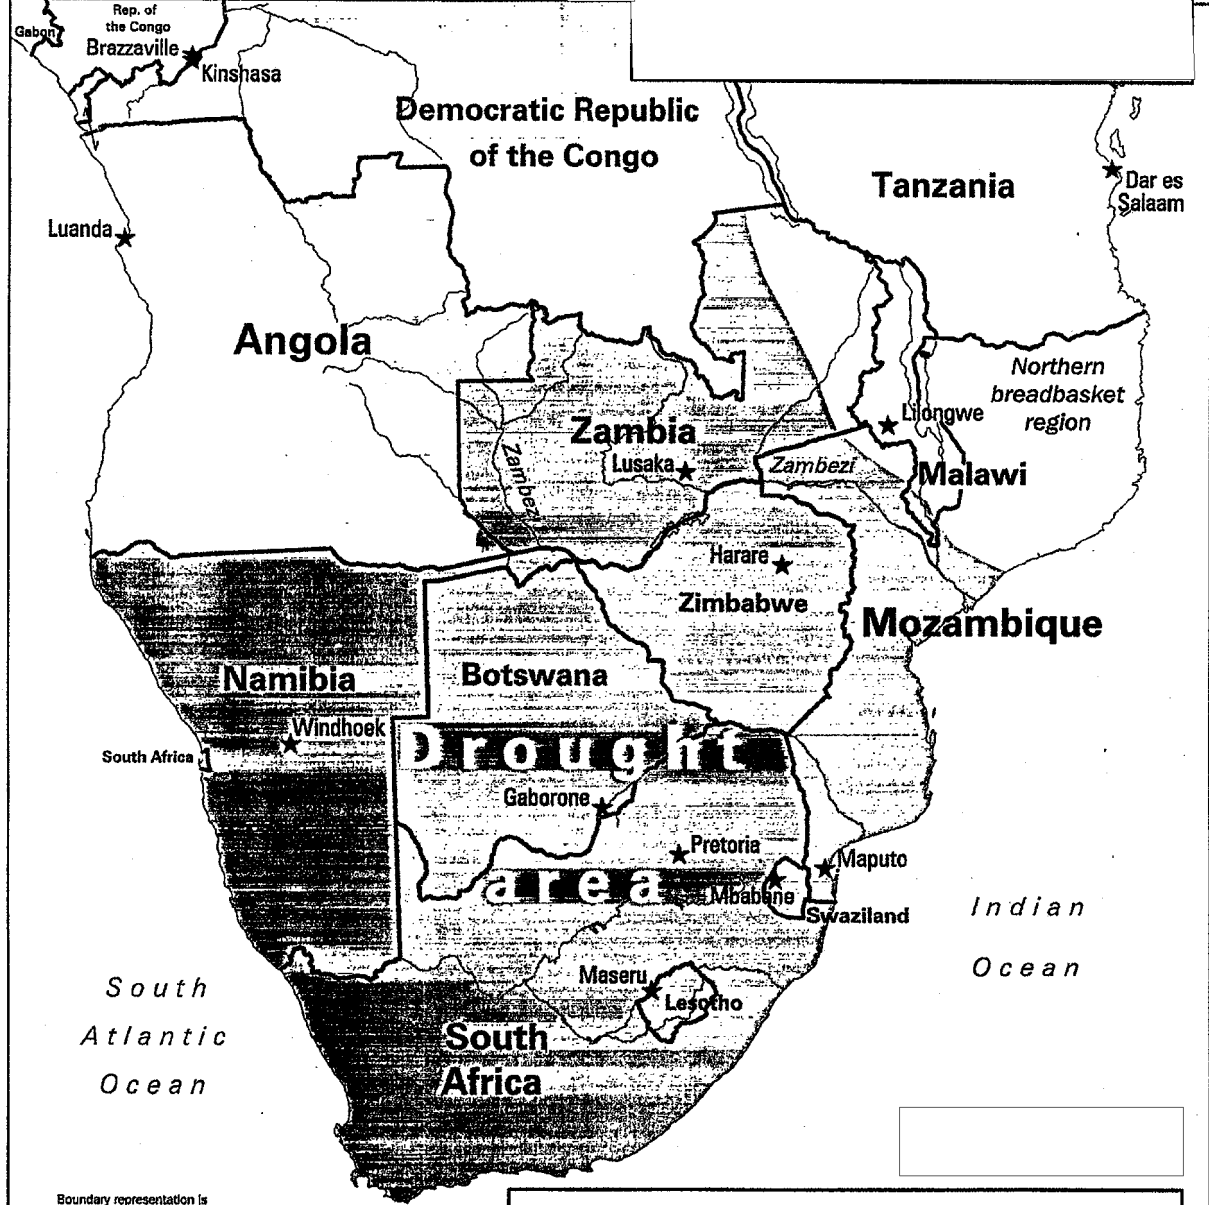 Rep. of
the Congo
Gabon
Brazzaville
Kinshasa
Democratic Republic
of the Congo
Tanzania
Dar es
Salaam
Luanda
Angola
Northern
breadbasket
region
Lilongwe
Zambia
Lusaka
Zambezi
Zambezi
Malawi
Harare
Zimbabwe
Mozambique
Namibia
Botswana
Windhoek
South Africa
Drought
Gaborone
Pretoria
Maputo
area
Mbabane
Swaziland
Indian
Ocean
Maseru
Lesotho
South
Atlantic
Ocean
South
Africa
Boundary representation is